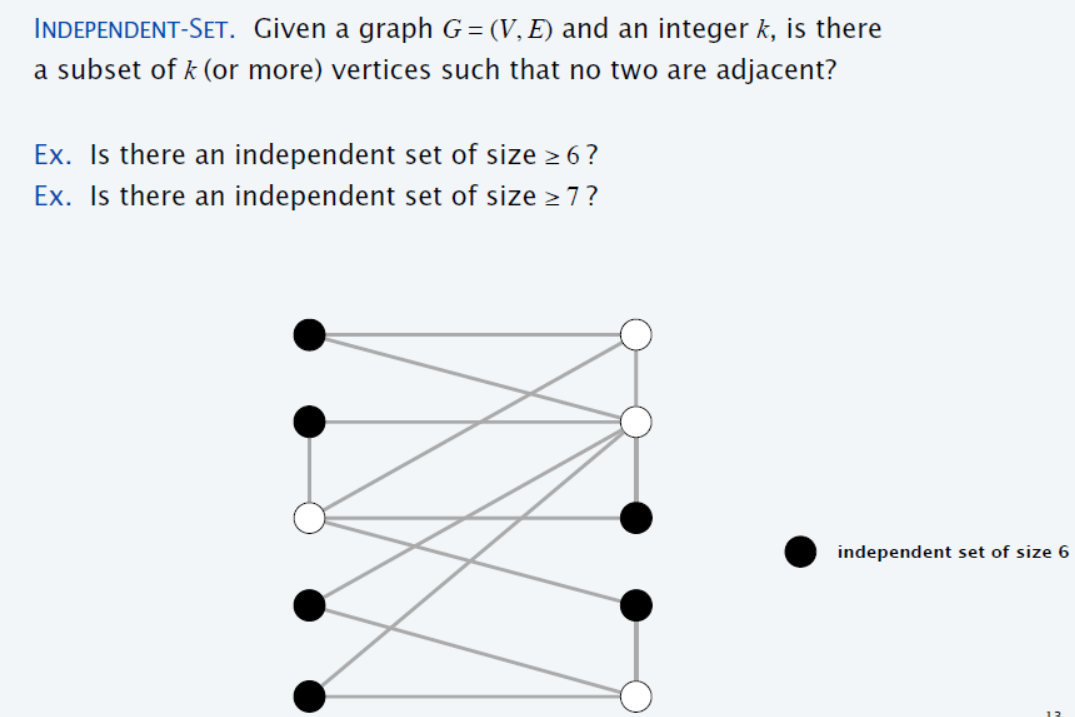 INDEPENDENT-SET. Given a graph G = (V, E) and an integer k, is there
a subset of k (or more) vertices such that no two are adjacent?
Ex. Is there an independent set of size ≥ 6 ?
Ex. Is there an independent set of size ≥ 7 ?
independent set of size 6
13